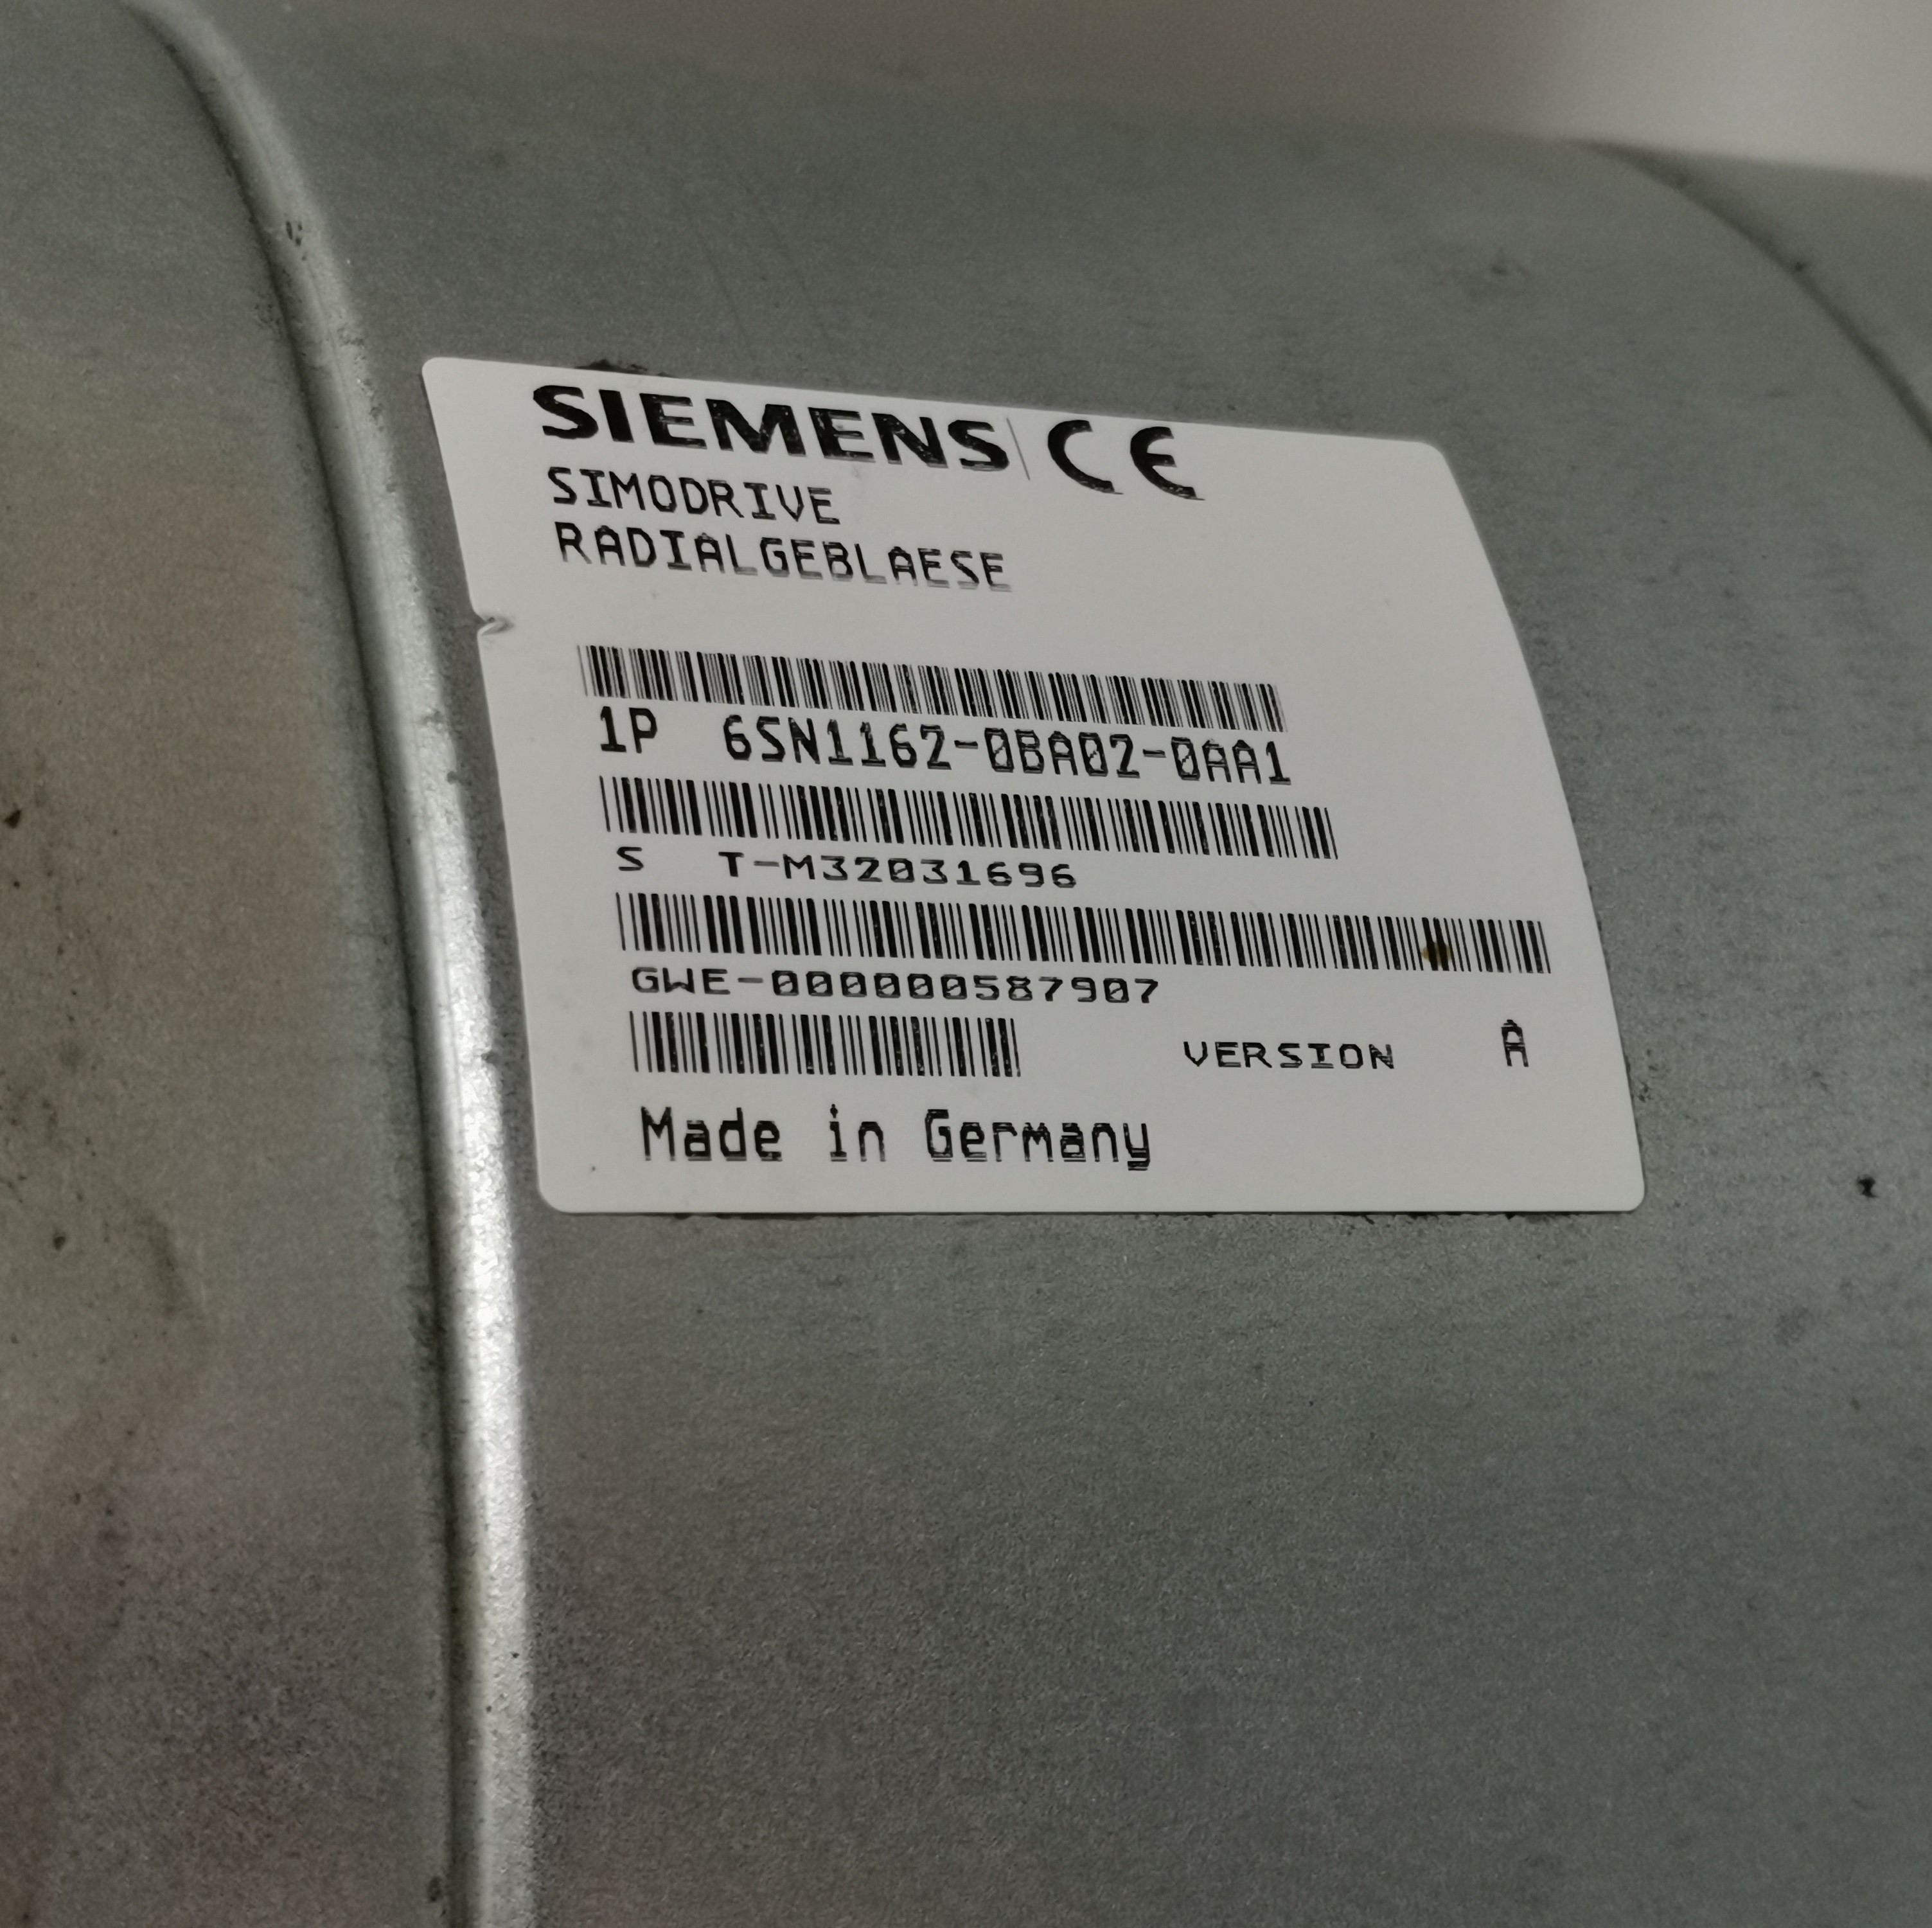 SIEMENS CE
SIMODRIVE
RADIALGEBLAESE
1P 6SN1162-0BA02-0AA1
S T-M32031696
GWE-000000587907
VERSION A
Made in Germany